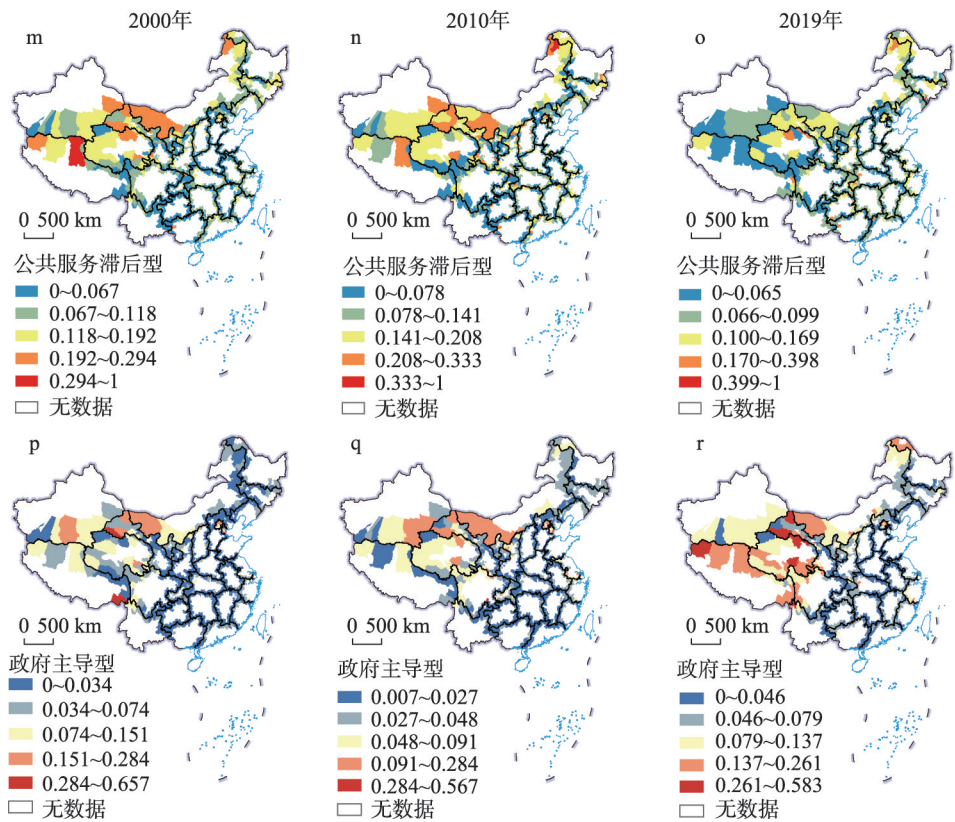 2000年
2010年
2019年
m
n
o
0 500 km
0 500 km
0 500 km
公共服务滞后型
0~0.067
0.067~0.118
0.118~0.192
0.192~0.294
0.294~1
无数据
公共服务滞后型
0~0.078
0.078~0.141
0.141~0.208
0.208~0.333
0.333~1
无数据
公共服务滞后型
0~0.065
0.066~0.099
0.100~0.169
0.170~0.398
0.399~1
无数据
p
q
r
0 500 km
0 500 km
0 500 km
政府主导型
0~0.034
0.034~0.074
0.074~0.151
0.151~0.284
0.284~0.657
无数据
政府主导型
0.007~0.027
0.027~0.048
0.048~0.091
0.091~0.284
0.284~0.567
无数据
政府主导型
0~0.046
0.046~0.079
0.079~0.137
0.137~0.261
0.261~0.583
无数据